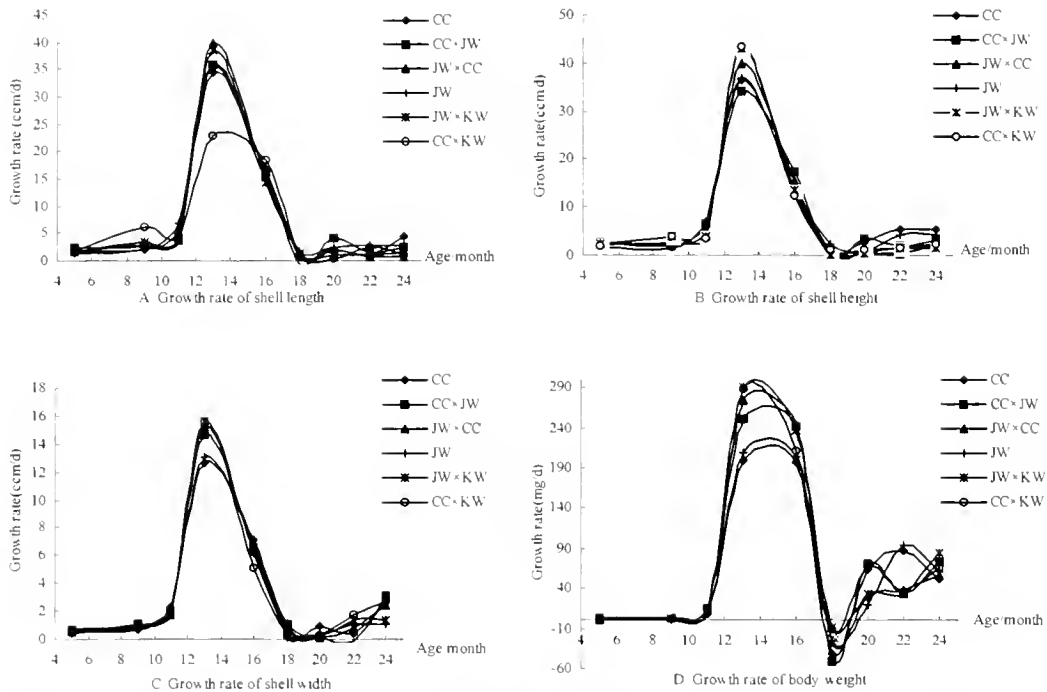 45
40
35
30
25
20
15
10
5
0
Growth rate (ccm/d)
4 6 8 10 12 14 16 18 20 22 24
Age/month
CC
CC×JW
JW×CC
JW
JW×KW
CC×KW
A Growth rate of shell length
50
40
30
20
10
0
Growth rate(ccm/d)
4 6 8 10 12 14 16 18 20 22 24
Age/month
CC
CC×JW
JW×CC
JW
JW×KW
CC×KW
B Growth rate of shell height
18
16
14
12
10
8
6
4
2
0
Growth rate(ccm/d)
4 6 8 10 12 14 16 18 20 22 24
Age/month
CC
CC×JW
JW×CC
JW
JW×KW
CC×KW
C Growth rate of shell width
290
240
190
140
90
40
-10
-60
Growth rate(mg/d)
4 6 8 10 12 14 16 18 20 22 24
Age/month
CC
CC×JW
JW×CC
JW
JW×KW
CC×KW
D Growth rate of body weight